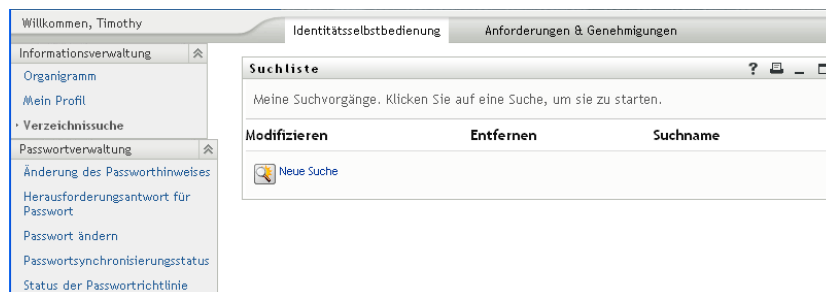 Willkommen, Timothy
Identitätsselbstbedienung
Anforderungen & Genehmigungen
Informationsverwaltung
Organigramm
Mein Profil
Verzeichnissuche
Passwortverwaltung
Änderung des Passworthinweises
Herausforderungsantwort für
Passwort
Passwort ändern
Passwortsynchronisierungsstatus
Status der Passwortrichtlinie
Suchliste
?
Meine Suchvorgänge. Klicken Sie auf eine Suche, um sie zu starten.
Modifizieren Entfernen Suchname
Neue Suche